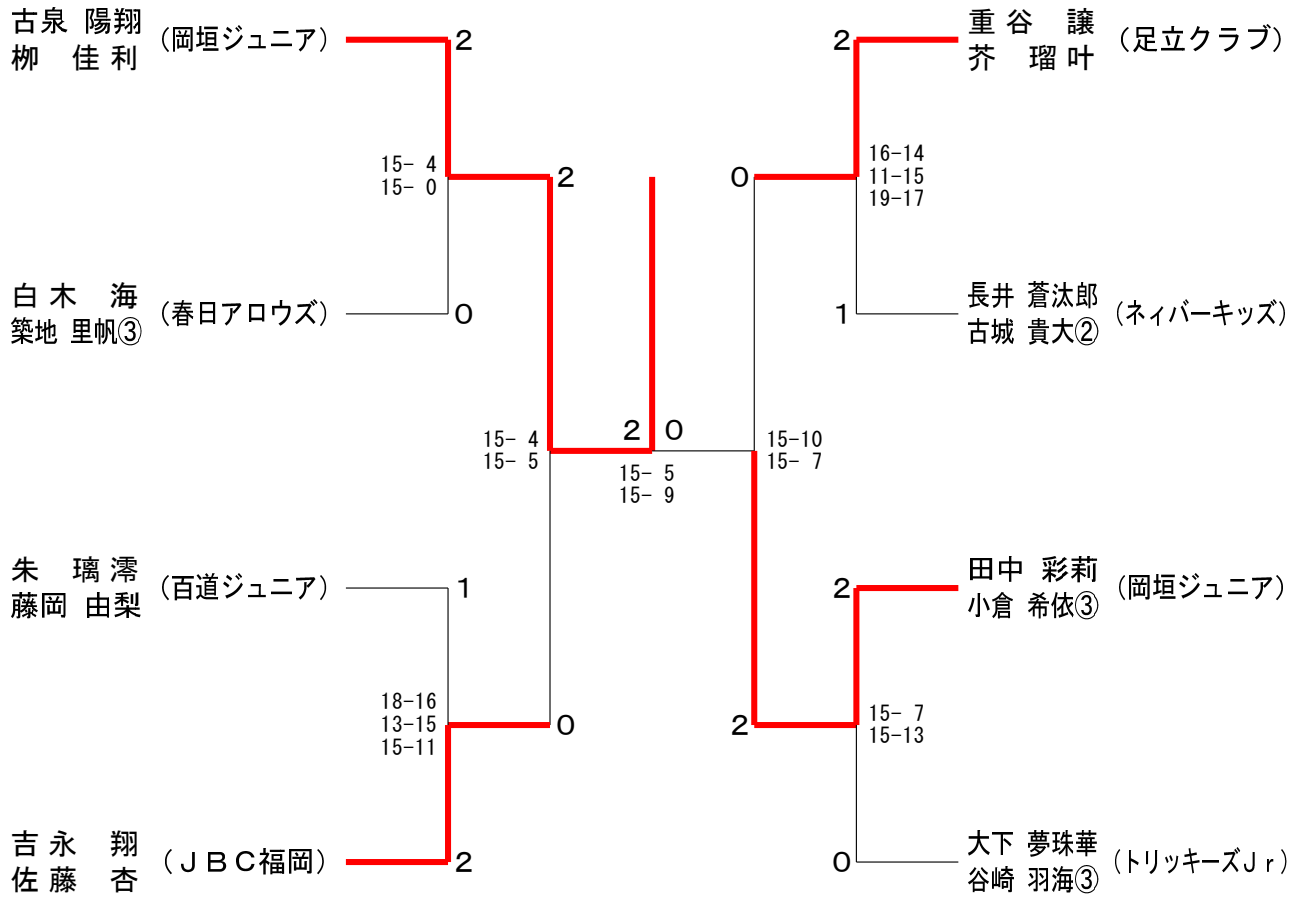 古泉 陽翔
栁 佳利
(岡垣ジュニア)
2
15- 4
15- 0
2
白木 海
築地 里帆③
(春日アロウズ)
0
15- 4
15- 5
朱 璃澪
藤岡 由梨
(百道ジュニア)
1
18-16
13-15
15-11
0
吉永 翔
佐藤 杏
(ＪＢＣ福岡)
2
2 0
15- 5
15- 9
2
重谷 譲
芥 瑠叶
(足立クラブ)
0
16-14
11-15
19-17
1
長井 蒼汰郎
古城 貴大②
(ネィバーキッズ)
15-10
15- 7
2
田中 彩莉
小倉 希依③
(岡垣ジュニア)
2
15- 7
15-13
0
大下 夢珠華
谷崎 羽海③
(トリッキーズＪｒ)